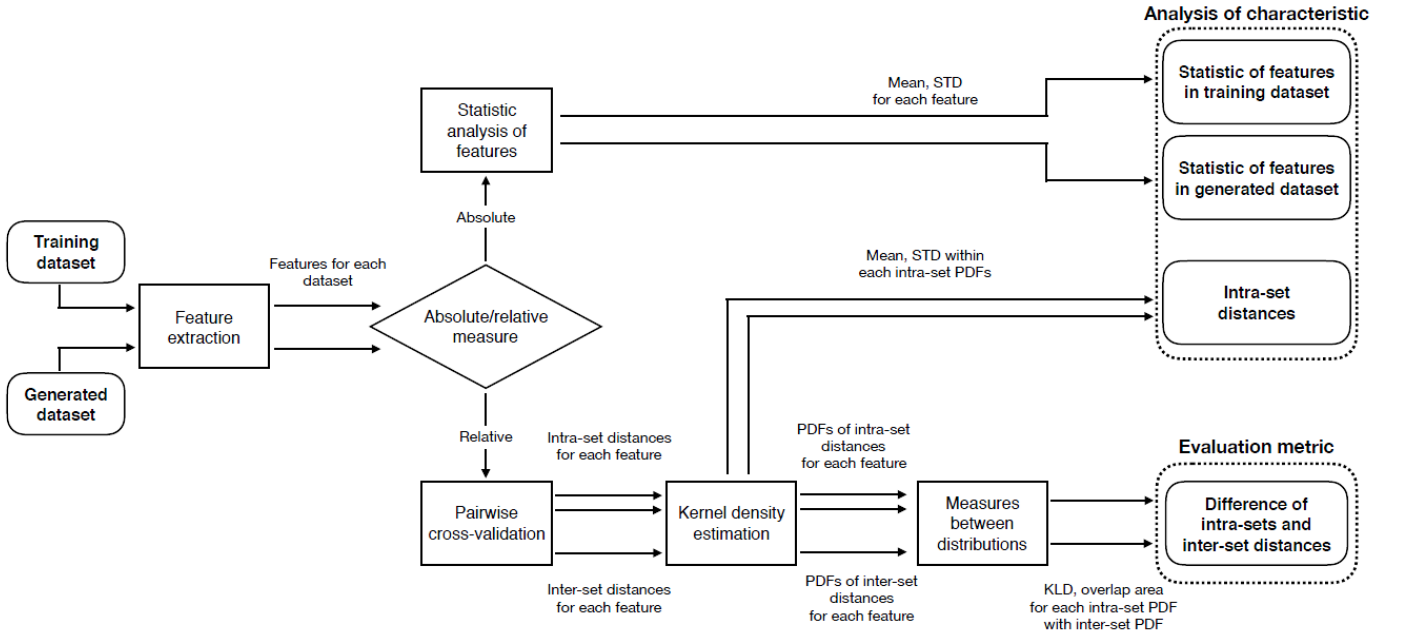 Analysis of characteristic
Statistic of features
in training dataset
Mean, STD
for each feature
Statistic
analysis of
features
Statistic of features
in generated dataset
Absolute
Training
dataset
Features for each
dataset
Mean, STD within
each intra-set PDFs
Intra-set
distances
Feature
extraction
Absolute/relative
measure
Generated
dataset
Relative
Intra-set distances
for each feature
PDFs of intra-set
distances
for each feature
Evaluation metric
Pairwise
cross-validation
Kernel density
estimation
Measures
between
distributions
Difference of
intra-sets and
inter-set distances
Inter-set distances
for each feature
PDFs of inter-set
distances
for each feature
KLD, overlap area
for each intra-set PDF
with inter-set PDF